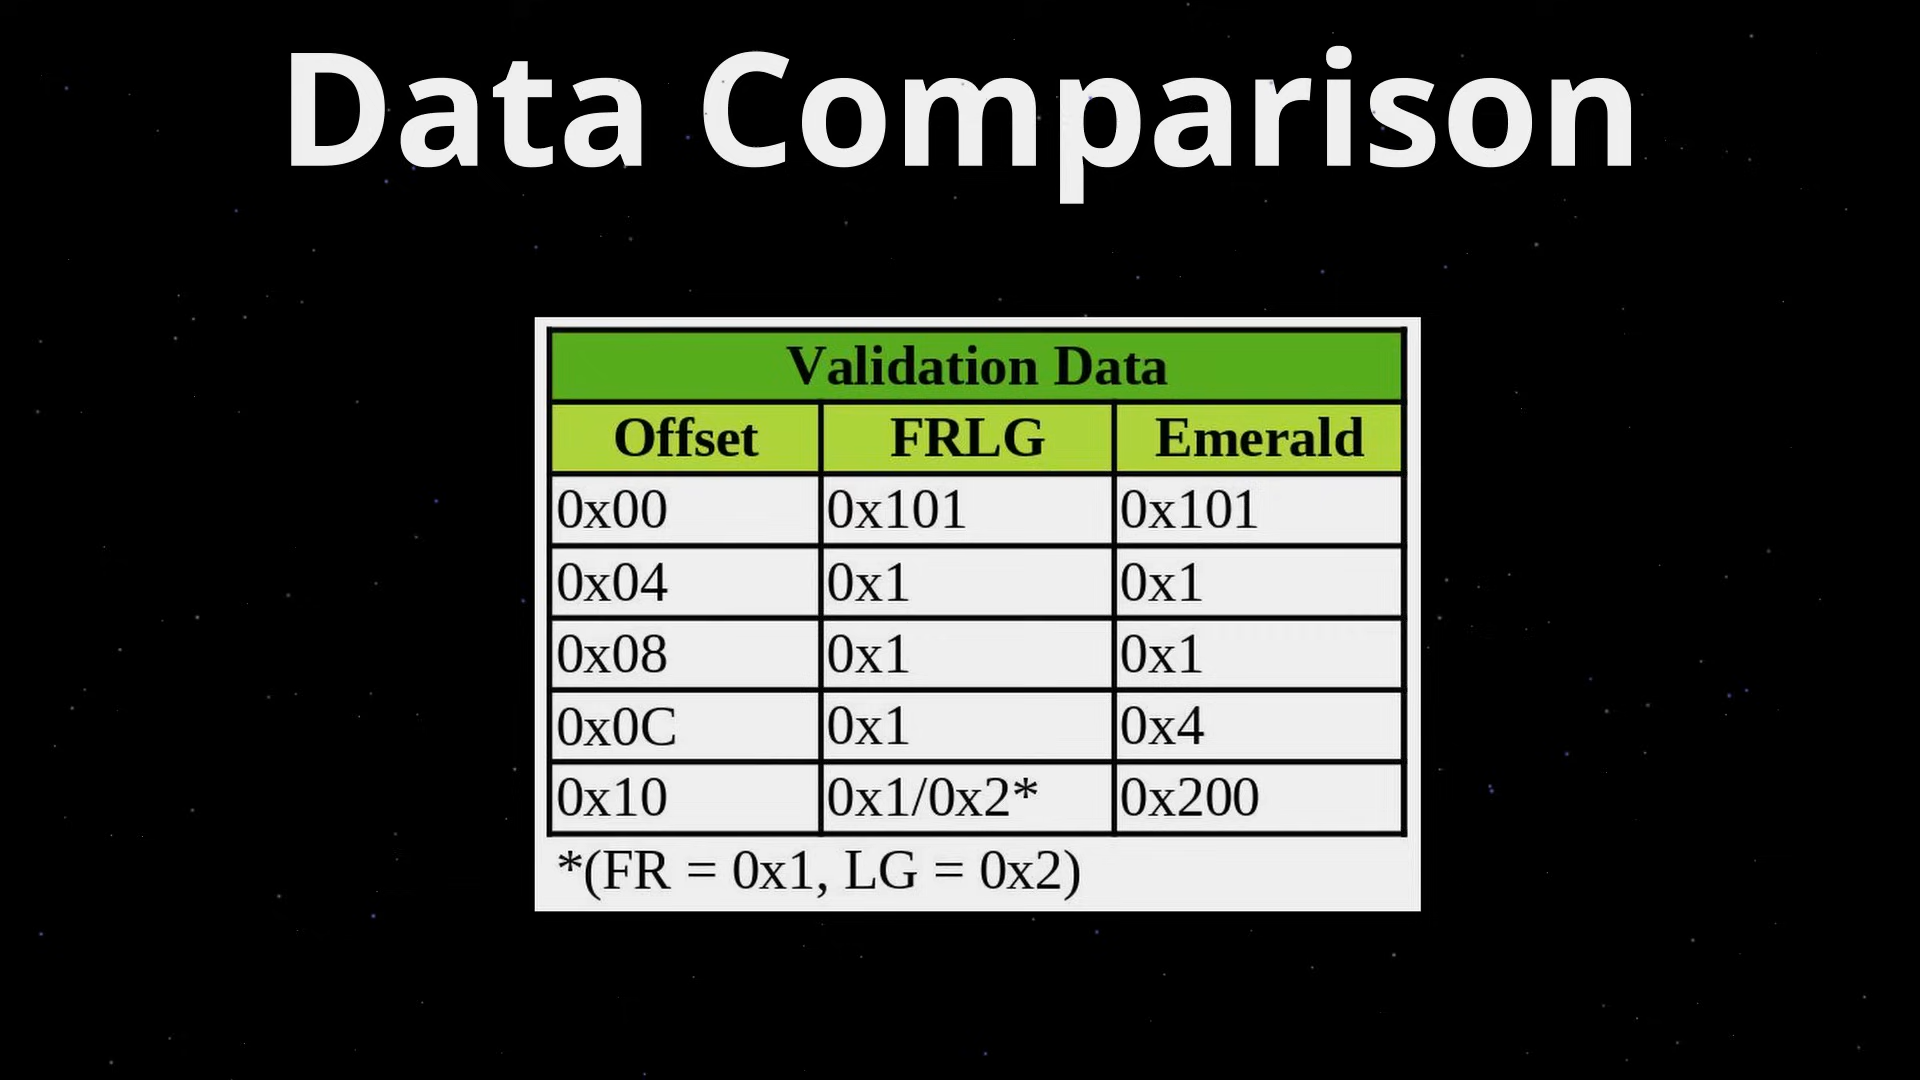 Data Comparison
Validation Data
Offset FRLG Emerald
0x00 0x101 0x101
0x04 0x1 0x1
0x08 0x1 0x1
0x0C 0x1 0x4
0x10 0x1/0x2* 0x200
*(FR = 0x1, LG = 0x2)